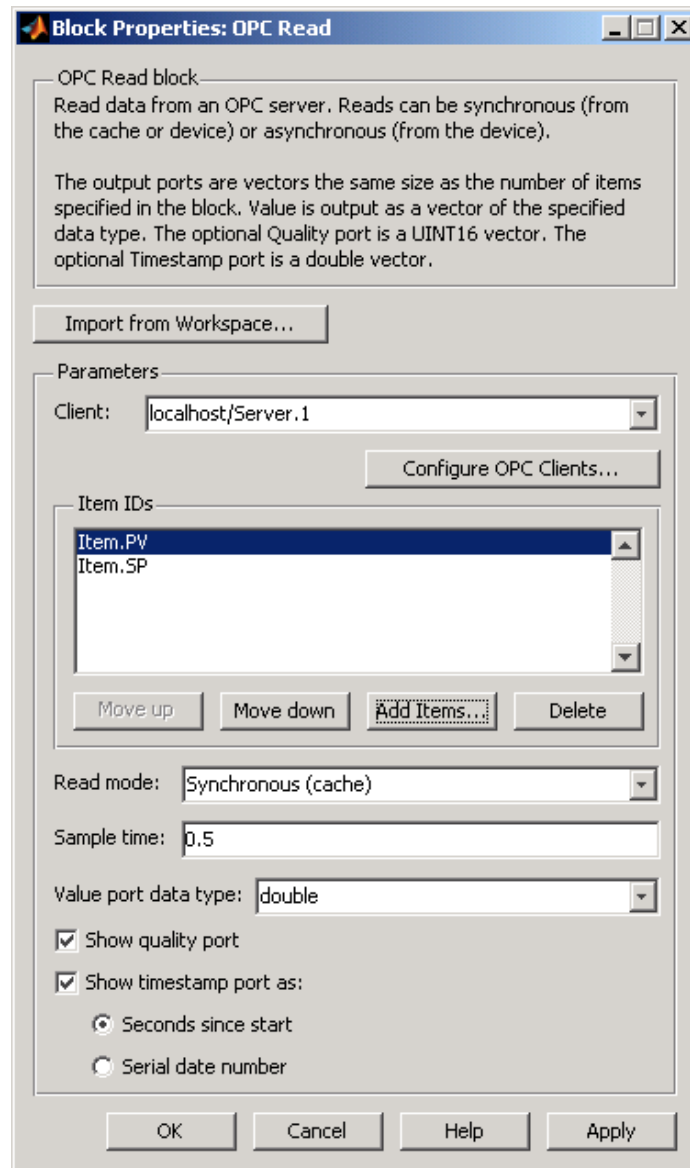 Block Properties: OPC Read
OPC Read block
Read data from an OPC server. Reads can be synchronous (from
the cache or device) or asynchronous (from the device).
The output ports are vectors the same size as the number of items
specified in the block. Value is output as a vector of the specified
data type. The optional Quality port is a UINT16 vector. The
optional Timestamp port is a double vector.
Import from Workspace...
Parameters
Client: localhost/Server.1
Configure OPC Clients...
Item IDs
Item.PV
Item.SP
Move up Move down Add Items... Delete
Read mode: Synchronous (cache)
Sample time: 0.5
Value port data type: double
Show quality port
Show timestamp port as:
Seconds since start
Serial date number
OK Cancel Help Apply